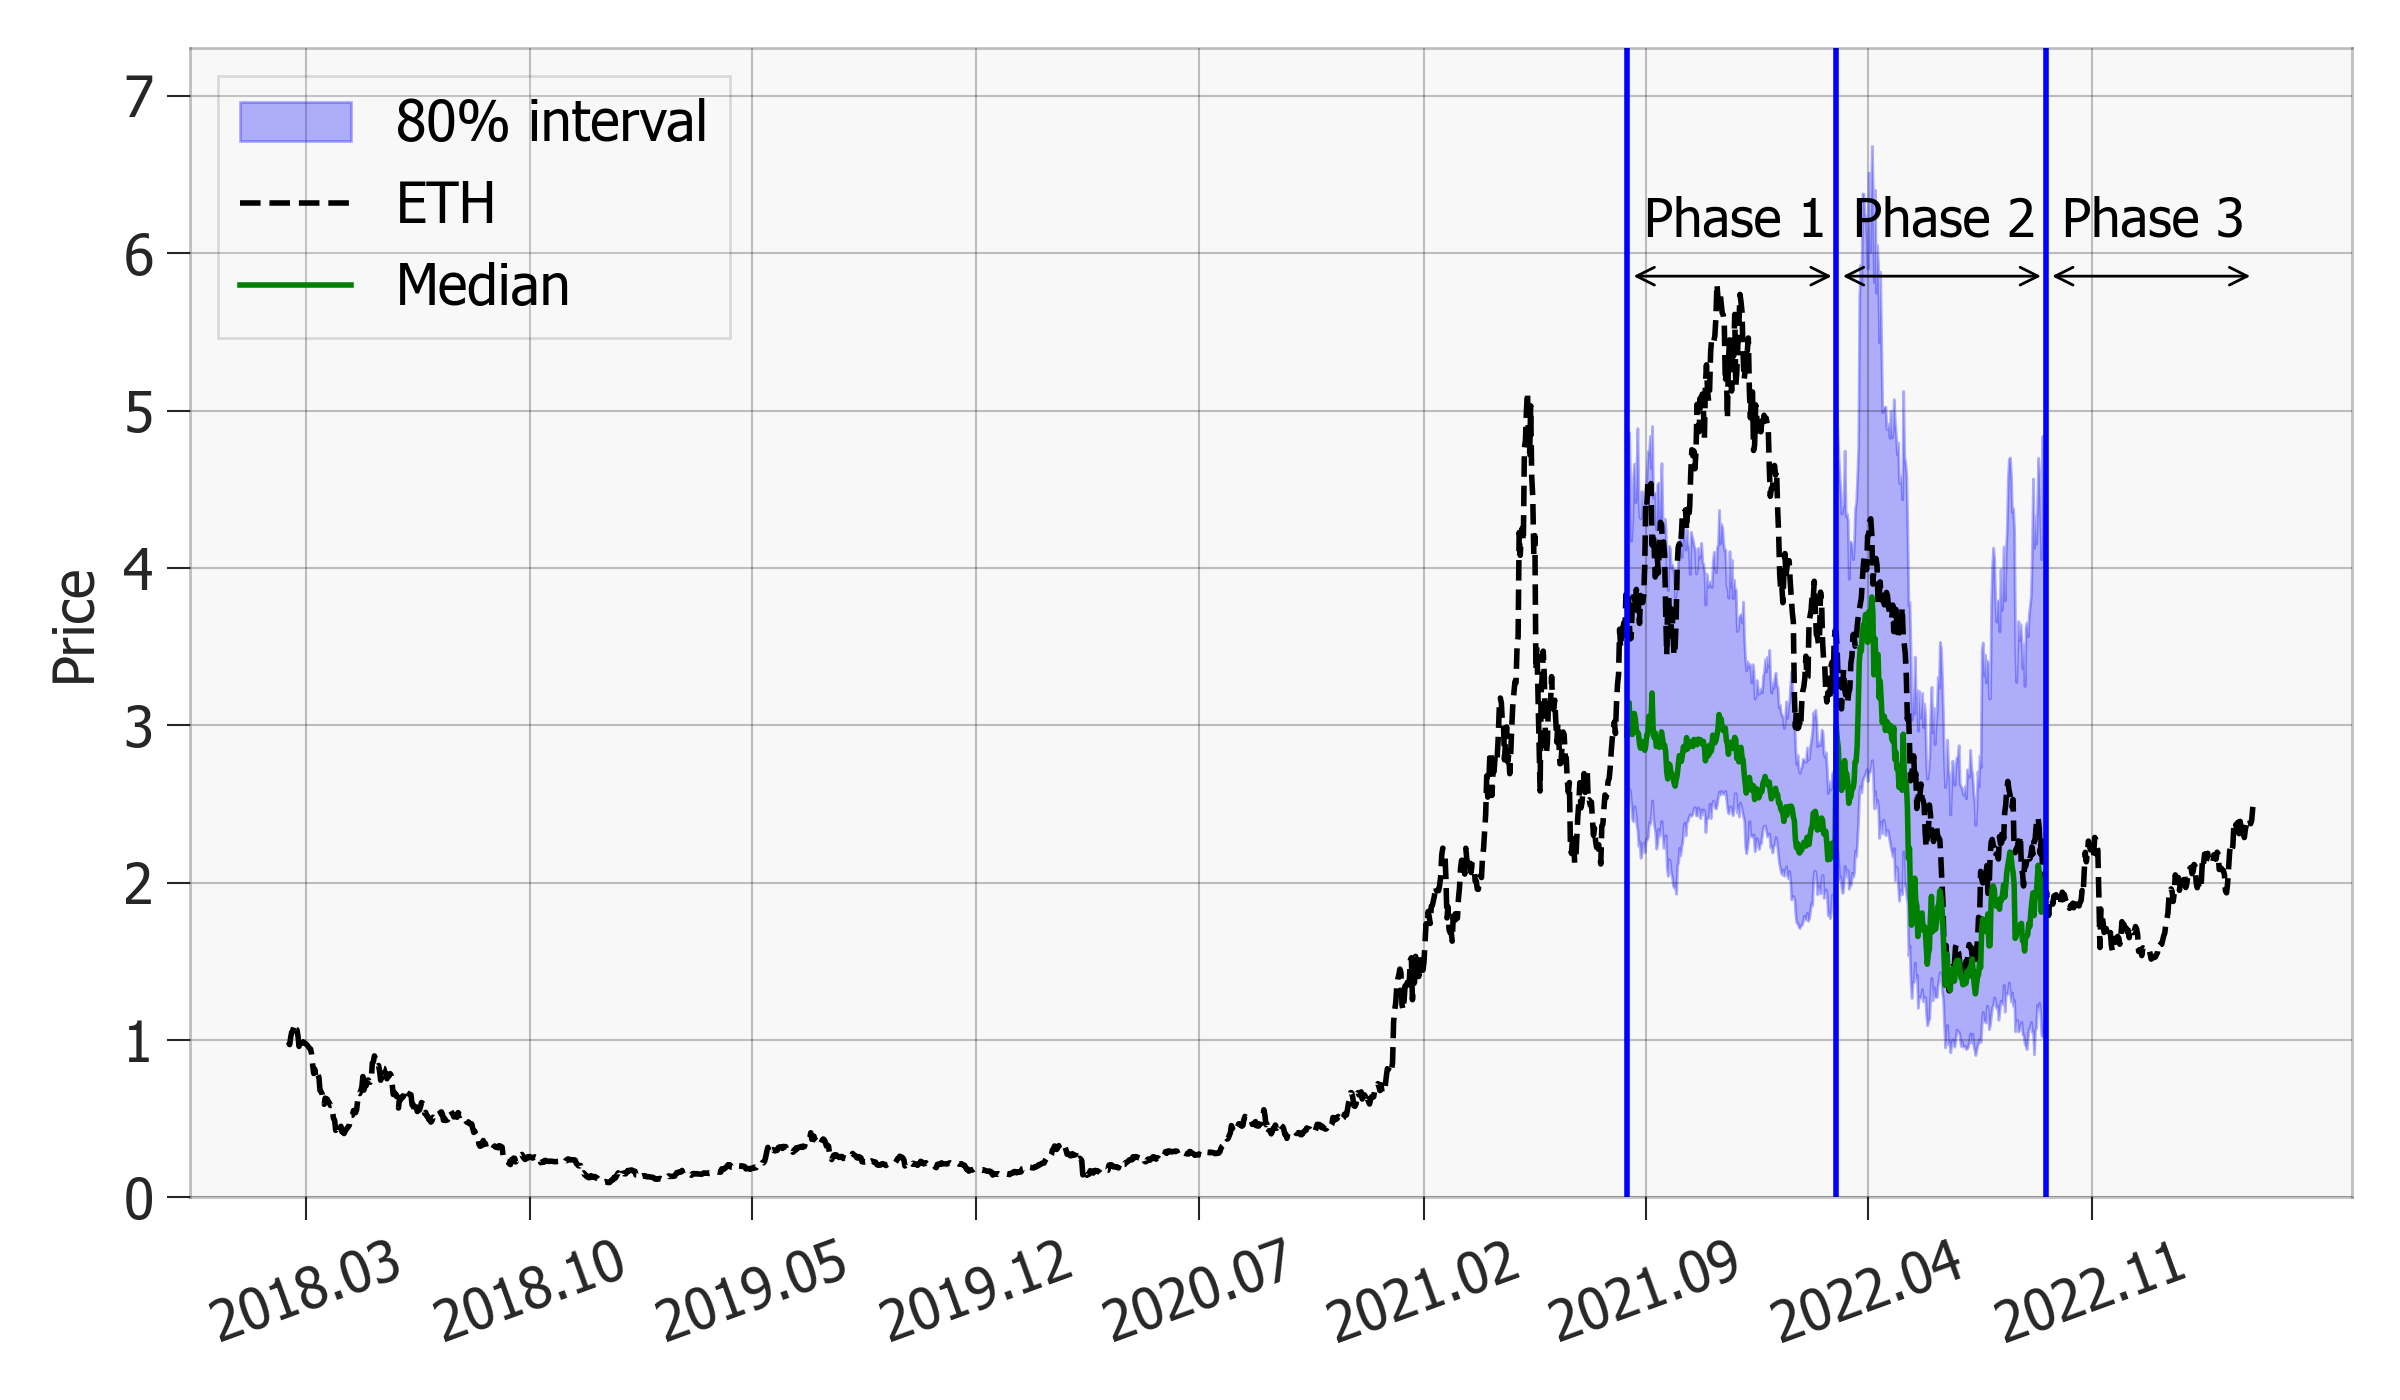 80% interval
ETH
Median
Phase 1
Phase 2
Phase 3
Price
7
6
5
4
3
2
1
0
2018.03
2018.10
2019.05
2019.12
2020.07
2021.02
2021.09
2022.04
2022.11